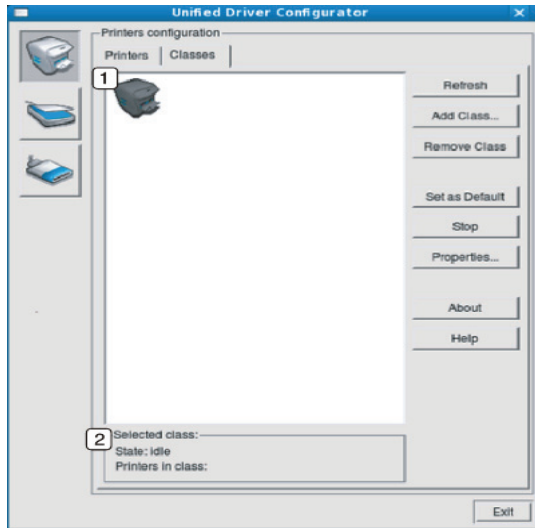 Unified Driver Configurator
Printers configuration
Printers Classes
1
Refresh
Add Class...
Remove Class
Set as Default
Stop
Properties...
About
Help
2
Selected class:
State: idle
Printers in class:
Exit